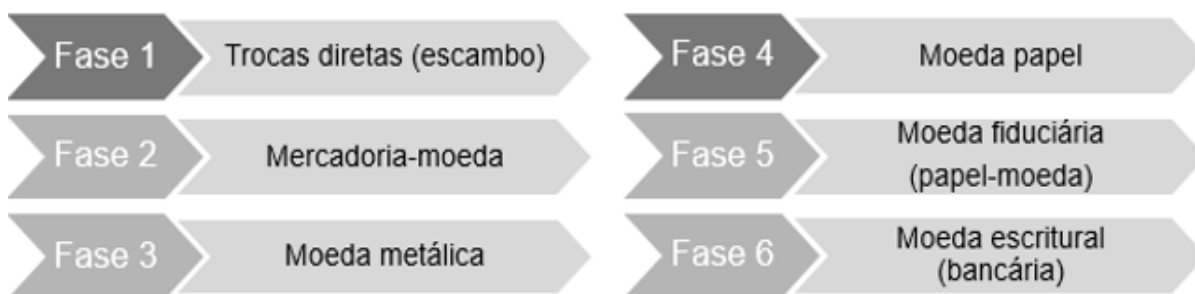 Fase 1
Trocas diretas (escambo)
Fase 2
Mercadoria-moeda
Fase 3
Moeda metálica
Fase 4
Moeda papel
Fase 5
Moeda fiduciária
(papel-moeda)
Fase 6
Moeda escritural
(bancária)